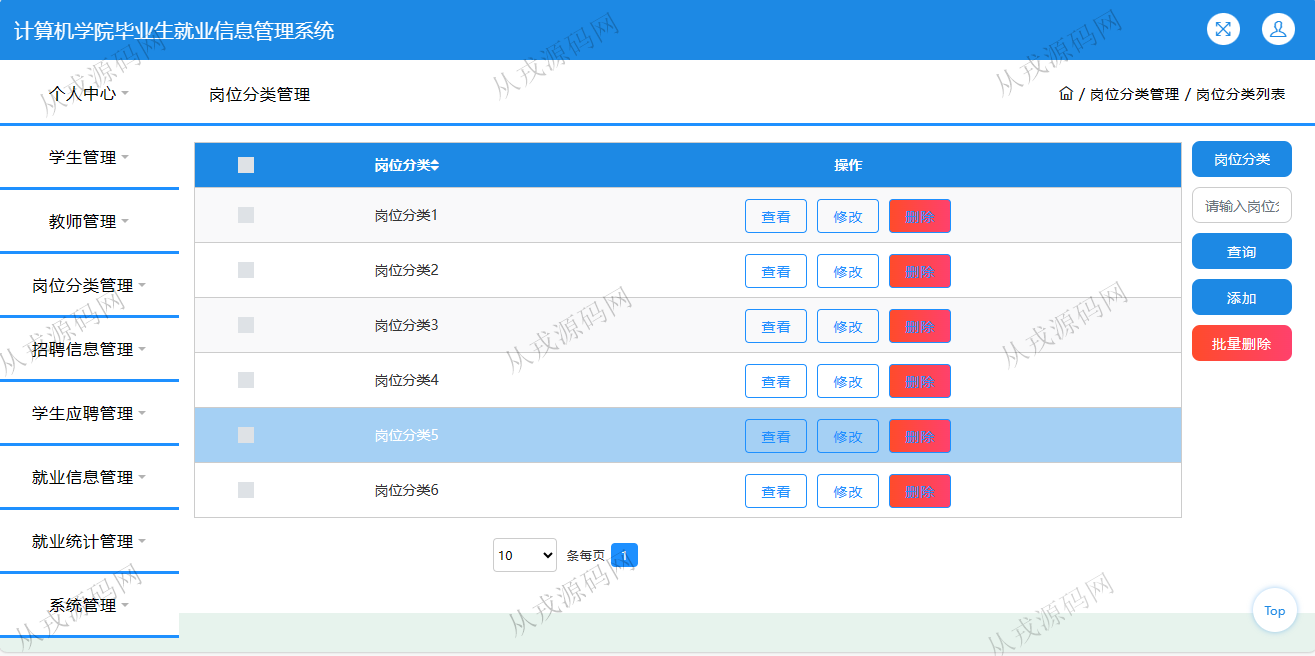 计算机学院毕业生就业信息管理系统
个人中心
岗位分类管理
/ 岗位分类管理 / 岗位分类列表
学生管理
教师管理
岗位分类管理
招聘信息管理
学生应聘管理
就业信息管理
就业统计管理
系统管理
岗位分类 操作
岗位分类1 查看 修改 删除
岗位分类2 查看 修改 删除
岗位分类3 查看 修改 删除
岗位分类4 查看 修改 删除
岗位分类5 查看 修改 删除
岗位分类6 查看 修改 删除
10 条每页 1
岗位分类
请输入岗位
查询
添加
批量删除
Top
从戎源码网
从戎源码网
从戎源码网
从戎源码网
从戎源码网
从戎源码网
从戎源码网
从戎源码网
从戎源码网